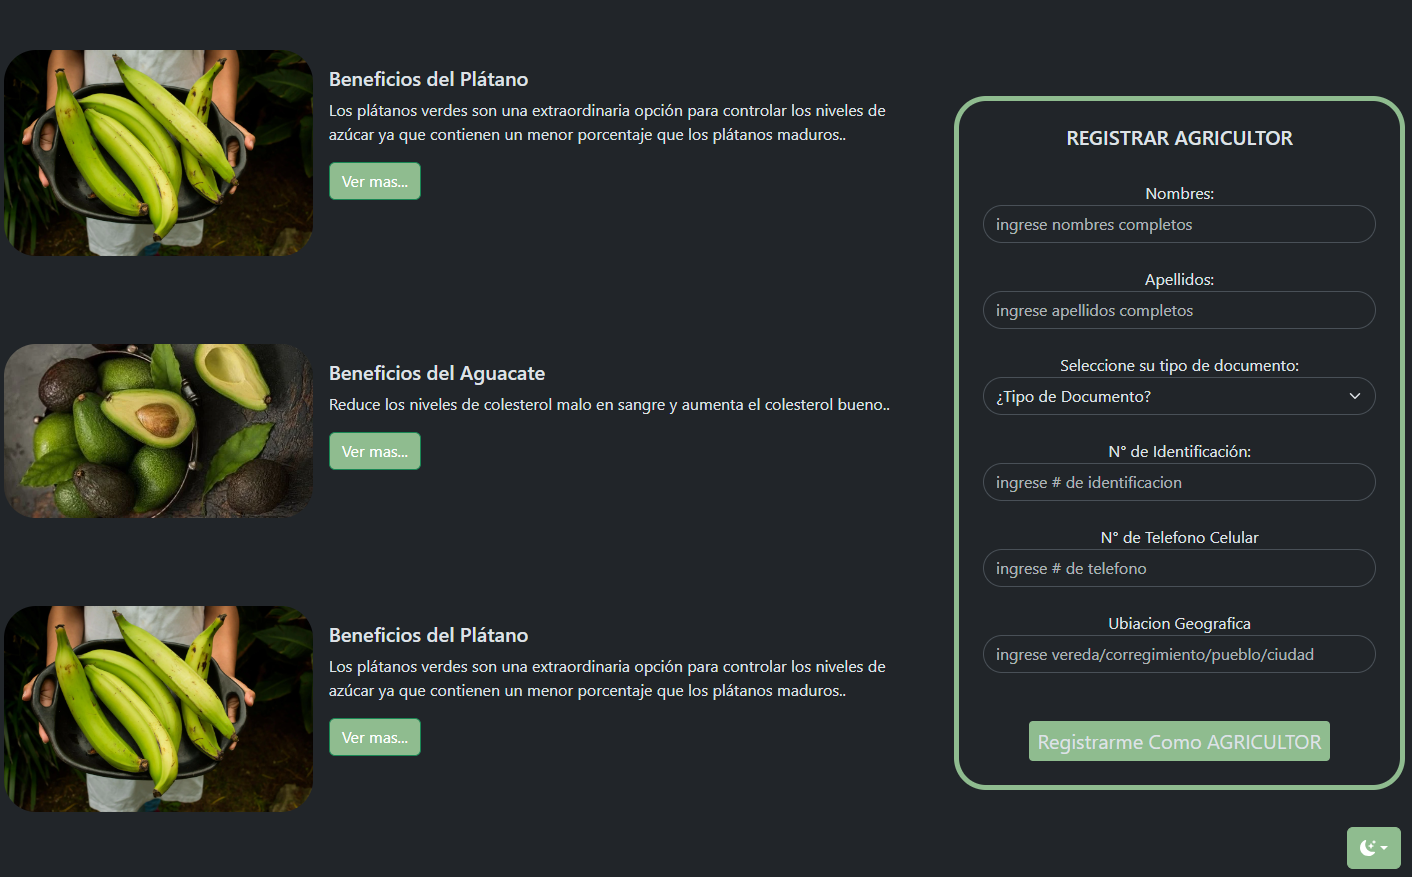 Beneficios del Plátano
Los plátanos verdes son una extraordinaria opción para controlar los niveles de
azúcar ya que contienen un menor porcentaje que los plátanos maduros..
Ver mas...
Beneficios del Aguacate
Reduce los niveles de colesterol malo en sangre y aumenta el colesterol bueno..
Ver mas...
Beneficios del Plátano
Los plátanos verdes son una extraordinaria opción para controlar los niveles de
azúcar ya que contienen un menor porcentaje que los plátanos maduros..
Ver mas...
REGISTRAR AGRICULTOR
Nombres:
ingrese nombres completos
Apellidos:
ingrese apellidos completos
Seleccione su tipo de documento:
¿Tipo de Documento?
N° de Identificación:
ingrese # de identificacion
N° de Telefono Celular
ingrese # de telefono
Ubiacion Geografica
ingrese vereda/corregimiento/pueblo/ciudad
Registrarme Como AGRICULTOR